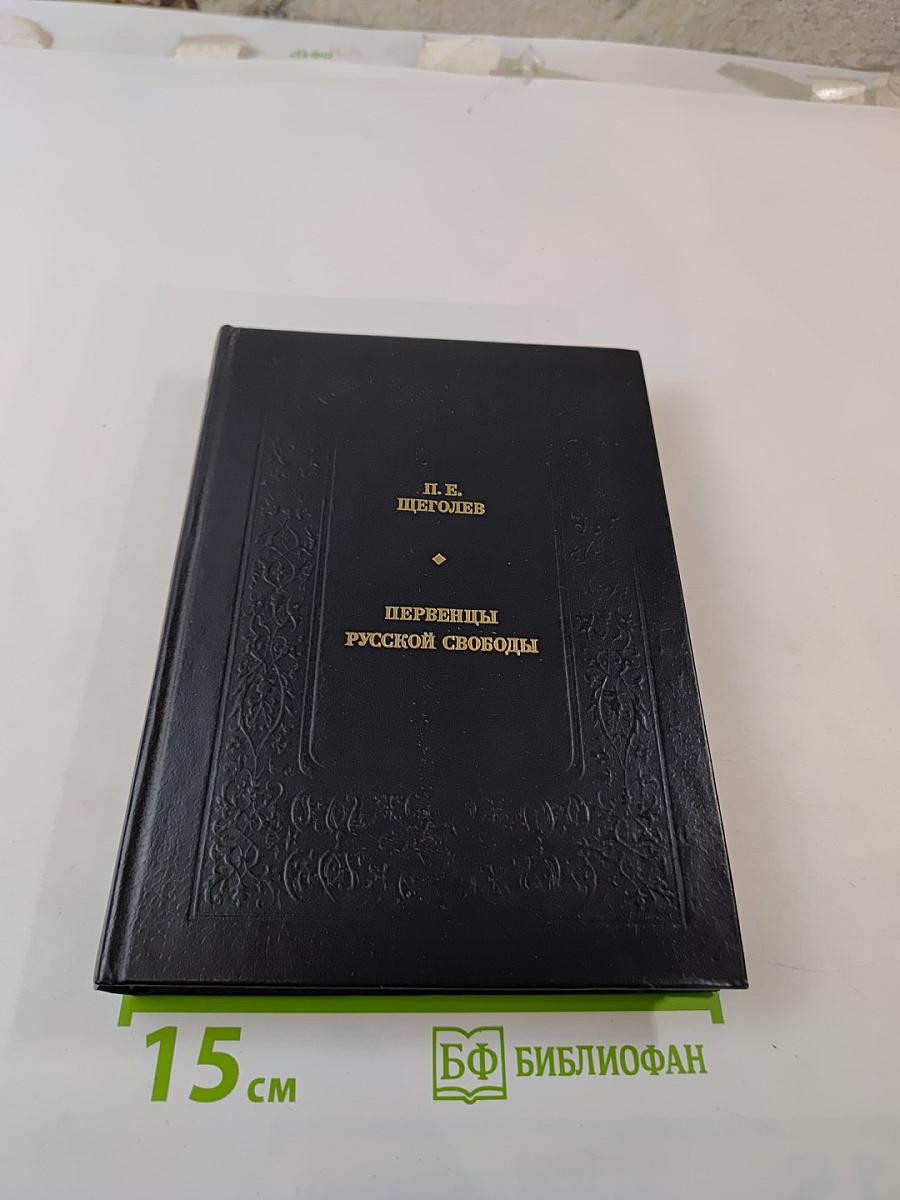 П. Е.
ЩЕГОЛЕВ
ПЕРВЕНЦЫ
РУССКОЙ СВОБОДЫ
15 см
БФ БИБЛИОФАН